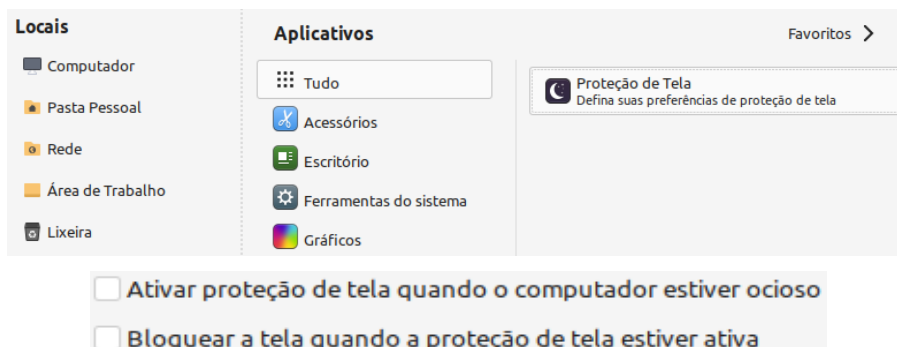 Locais
Computador
Pasta Pessoal
Rede
Área de Trabalho
Lixeira
Aplicativos
Favoritos
Tudo
Acessórios
Escritório
Ferramentas do sistema
Gráficos
Proteção de Tela
Defina suas preferências de proteção de tela
Ativar proteção de tela quando o computador estiver ocioso
Bloquear a tela quando a proteção de tela estiver ativa